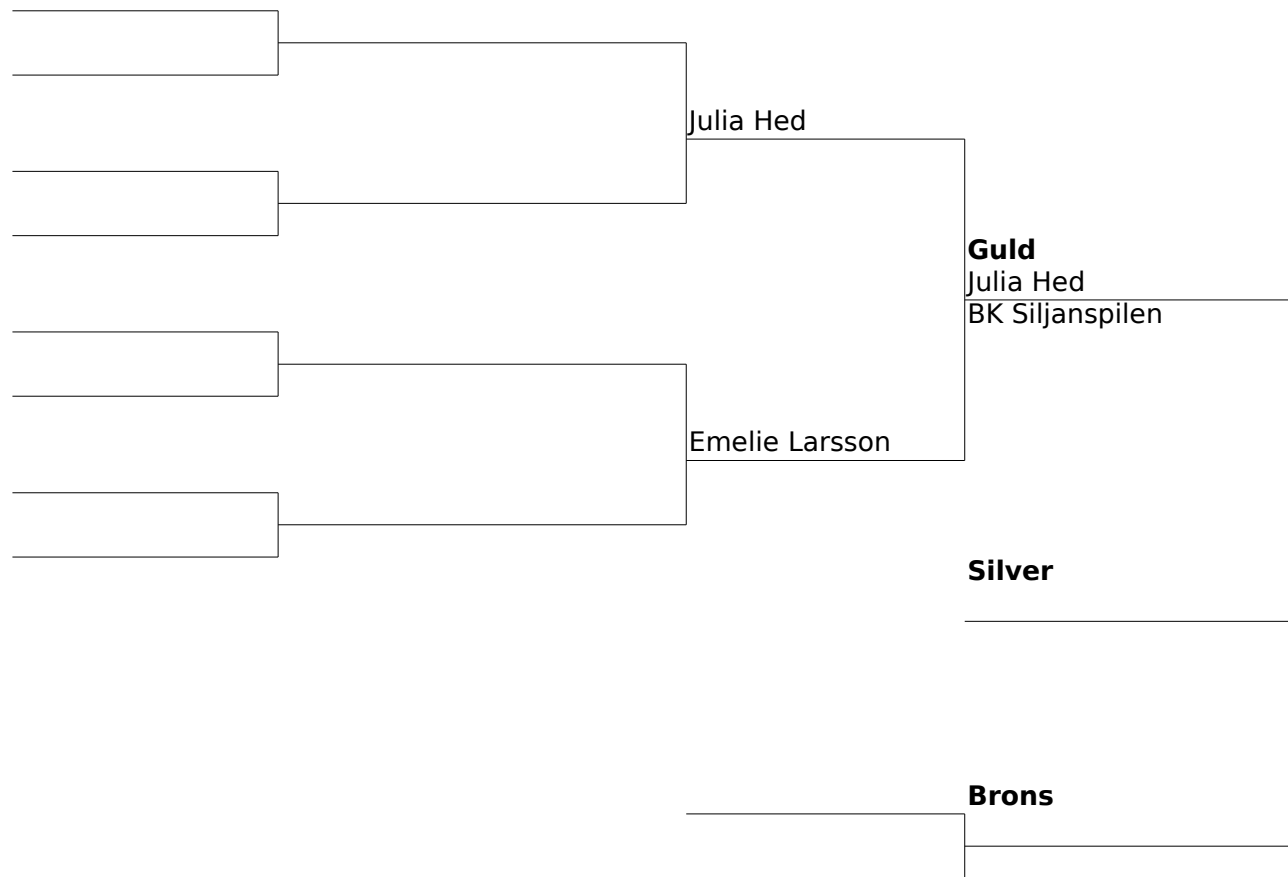 Julia Hed
Guld
Julia Hed
BK Siljanspilen
Emelie Larsson
Silver
Brons